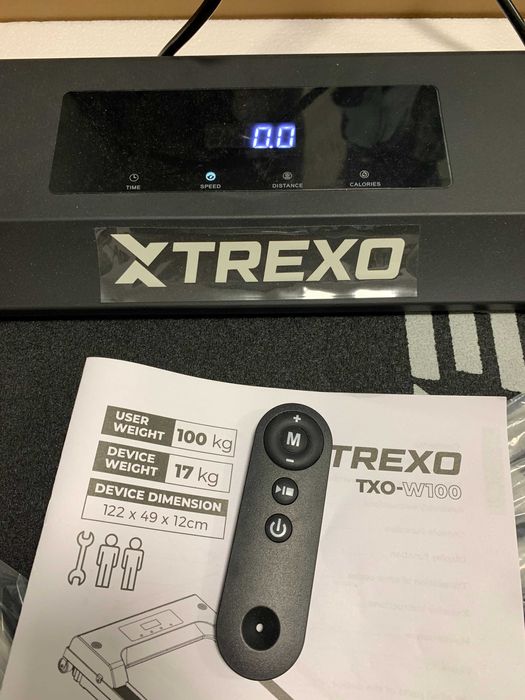 0.0
TIME SPEED DISTANCE CALORIES
XTREXO
USER WEIGHT 100 kg
DEVICE WEIGHT 17 kg
DEVICE DIMENSION
122 x 49 x 12cm
+
M
-
TREXO
TXO-W100